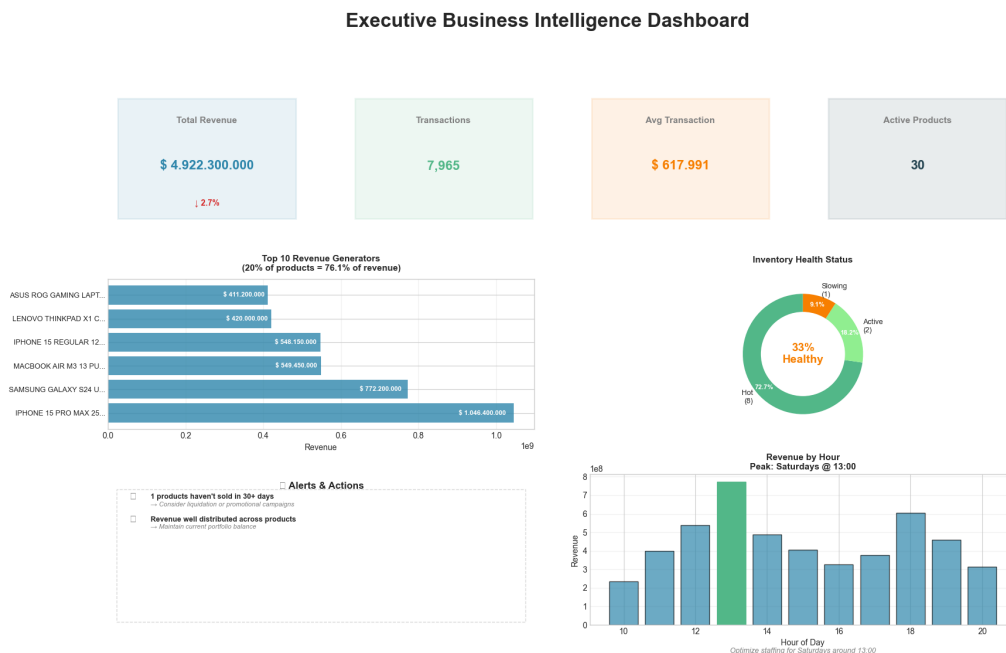 Executive Business Intelligence Dashboard
Total Revenue
$ 4.922.300.000
↓ 2.7%
Transactions
7,965
Avg Transaction
$ 617.991
Active Products
30
Top 10 Revenue Generators
(20% of products = 76.1% of revenue)
ASUS ROG GAMING LAPT...
$ 411.200.000
LENOVO THINKPAD X1 C...
$ 420.000.000
IPHONE 15 REGULAR 12...
$ 548.150.000
MACBOOK AIR M3 13 PU...
$ 549.450.000
SAMSUNG GALAXY S24 U...
$ 772.200.000
IPHONE 15 PRO MAX 25...
$ 1.046.400.000
0.0 0.2 0.4 0.6 0.8 1.0
Revenue
1e9
Inventory Health Status
Slowing
(1)
9.1%
Active
(2)
18.2%
33%
Healthy
Hot
(8)
72.7%
Alerts & Actions
1 products haven't sold in 30+ days
→ Consider liquidation or promotional campaigns
Revenue well distributed across products
→ Maintain current portfolio balance
Revenue by Hour
Peak: Saturdays @ 13:00
1e8
8
7
6
5
4
3
2
1
0
Revenue
10 12 14 16 18 20
Hour of Day
Optimize staffing for Saturdays around 13:00